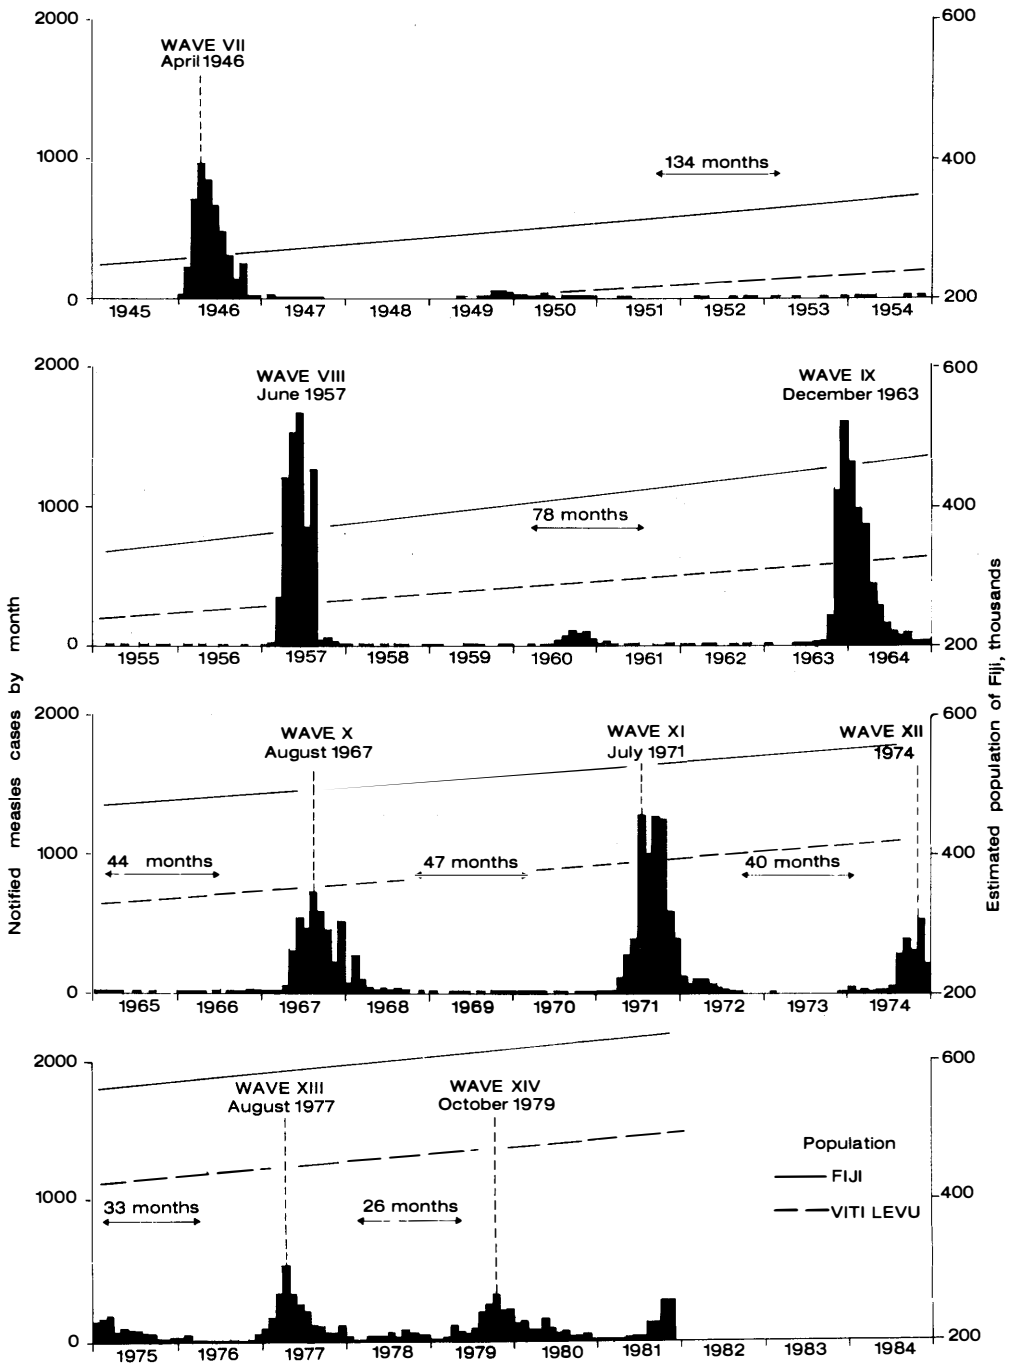 2000
600
WAVE VII
April 1946
1000
400
134 months
0
200
1945 1946 1947 1948 1949 1950 1951 1952 1953 1954
2000
600
WAVE VIII
June 1957
WAVE IX
December 1963
1000
400
78 months
0
200
1955 1956 1957 1958 1959 1960 1961 1962 1963 1964
Notified measles cases by month
Estimated population of Fiji, thousands
2000
600
WAVE X
August 1967
WAVE XI
July 1971
WAVE XII
1974
1000
400
44 months
47 months
40 months
0
200
1965 1966 1967 1968 1969 1970 1971 1972 1973 1974
2000
600
WAVE XIII
August 1977
WAVE XIV
October 1979
Population
FIJI
VITI LEVU
1000
400
33 months
26 months
0
200
1975 1976 1977 1978 1979 1980 1981 1982 1983 1984